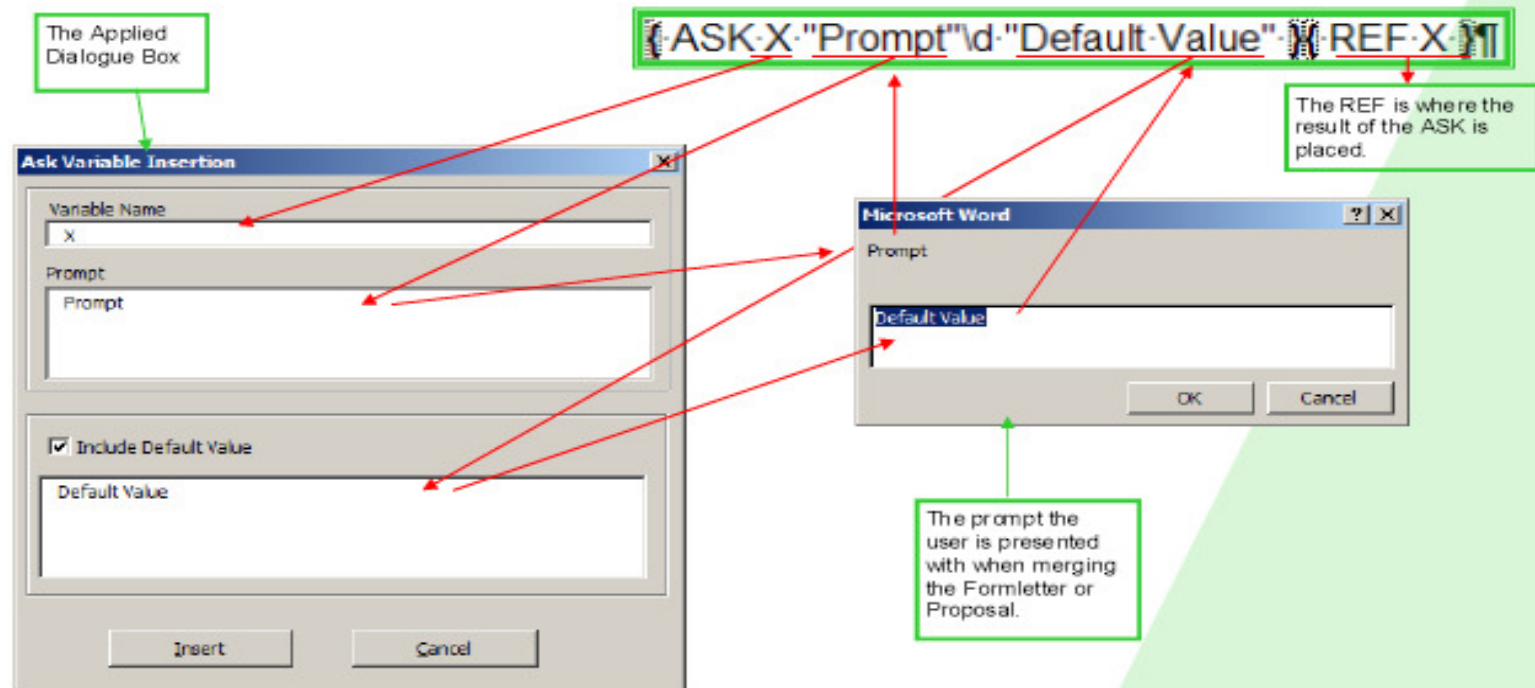 The Applied
Dialogue Box
{·ASK·X·"Prompt"\d·"Default·Value"·}{·REF·X·}¶
The REF is where the
result of the ASK is
placed.
Ask Variable Insertion
Variable Name
X
Prompt
Prompt
Include Default Value
Default Value
Insert
Cancel
Microsoft Word
Prompt
Default Value
OK
Cancel
The prompt the
user is presented
with when merging
the Formletter or
Proposal.